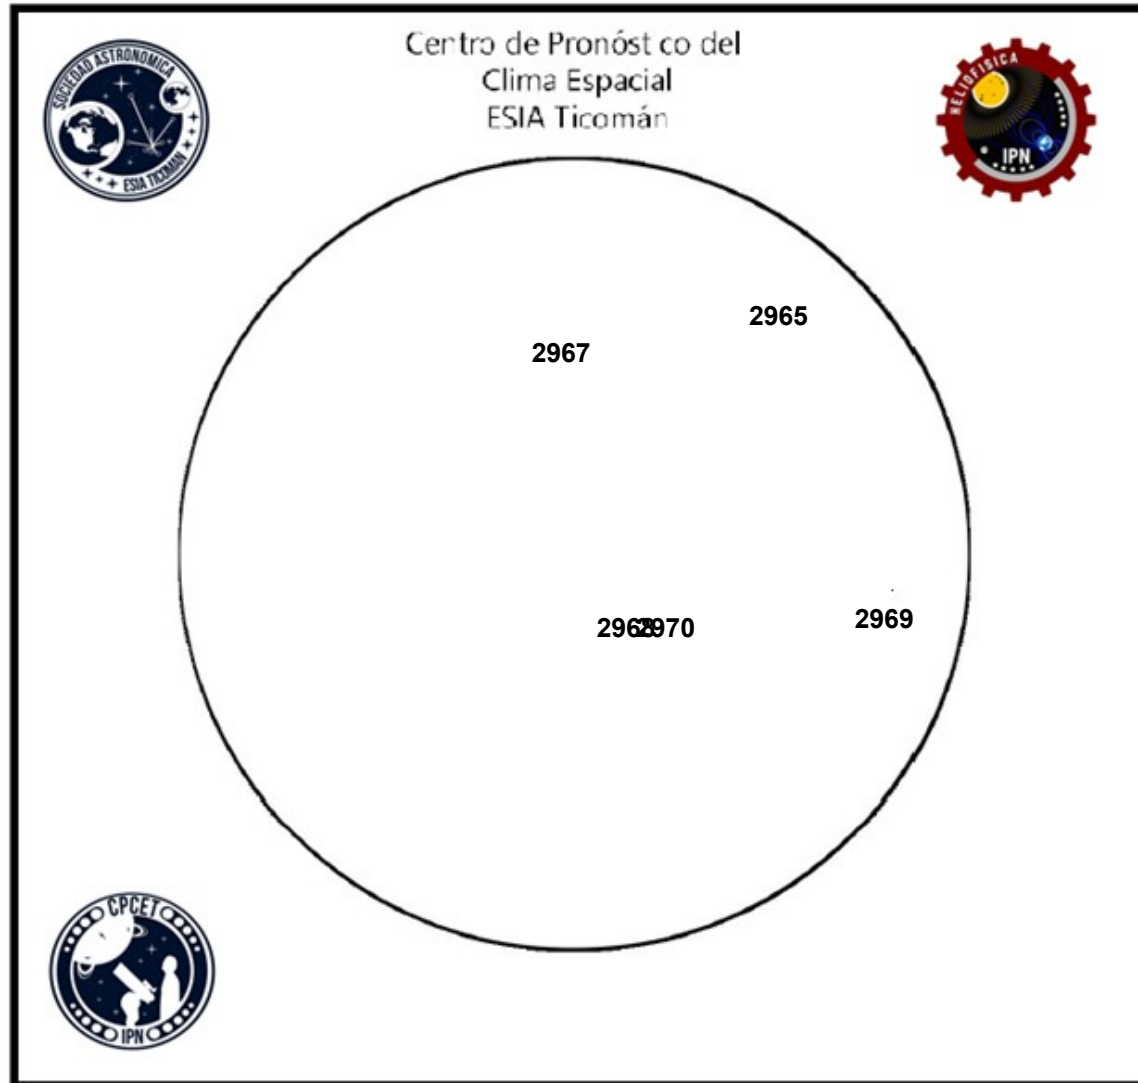 Centro de Pronóst co del
Clima Espacial
ESIA Ticomán
SOCIEDAD ASTRONOMICA
ESIA TICOMAN
HELIOFISICA
IPN
2965
2967
2969
2968
2970
CPCET
IPN